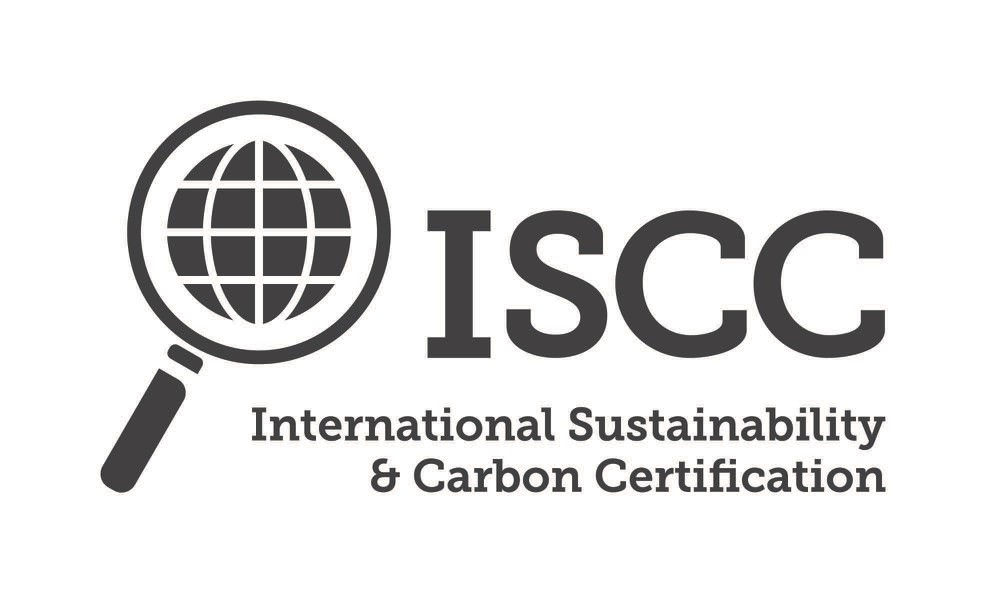 ISCC
International Sustainability
& Carbon Certification